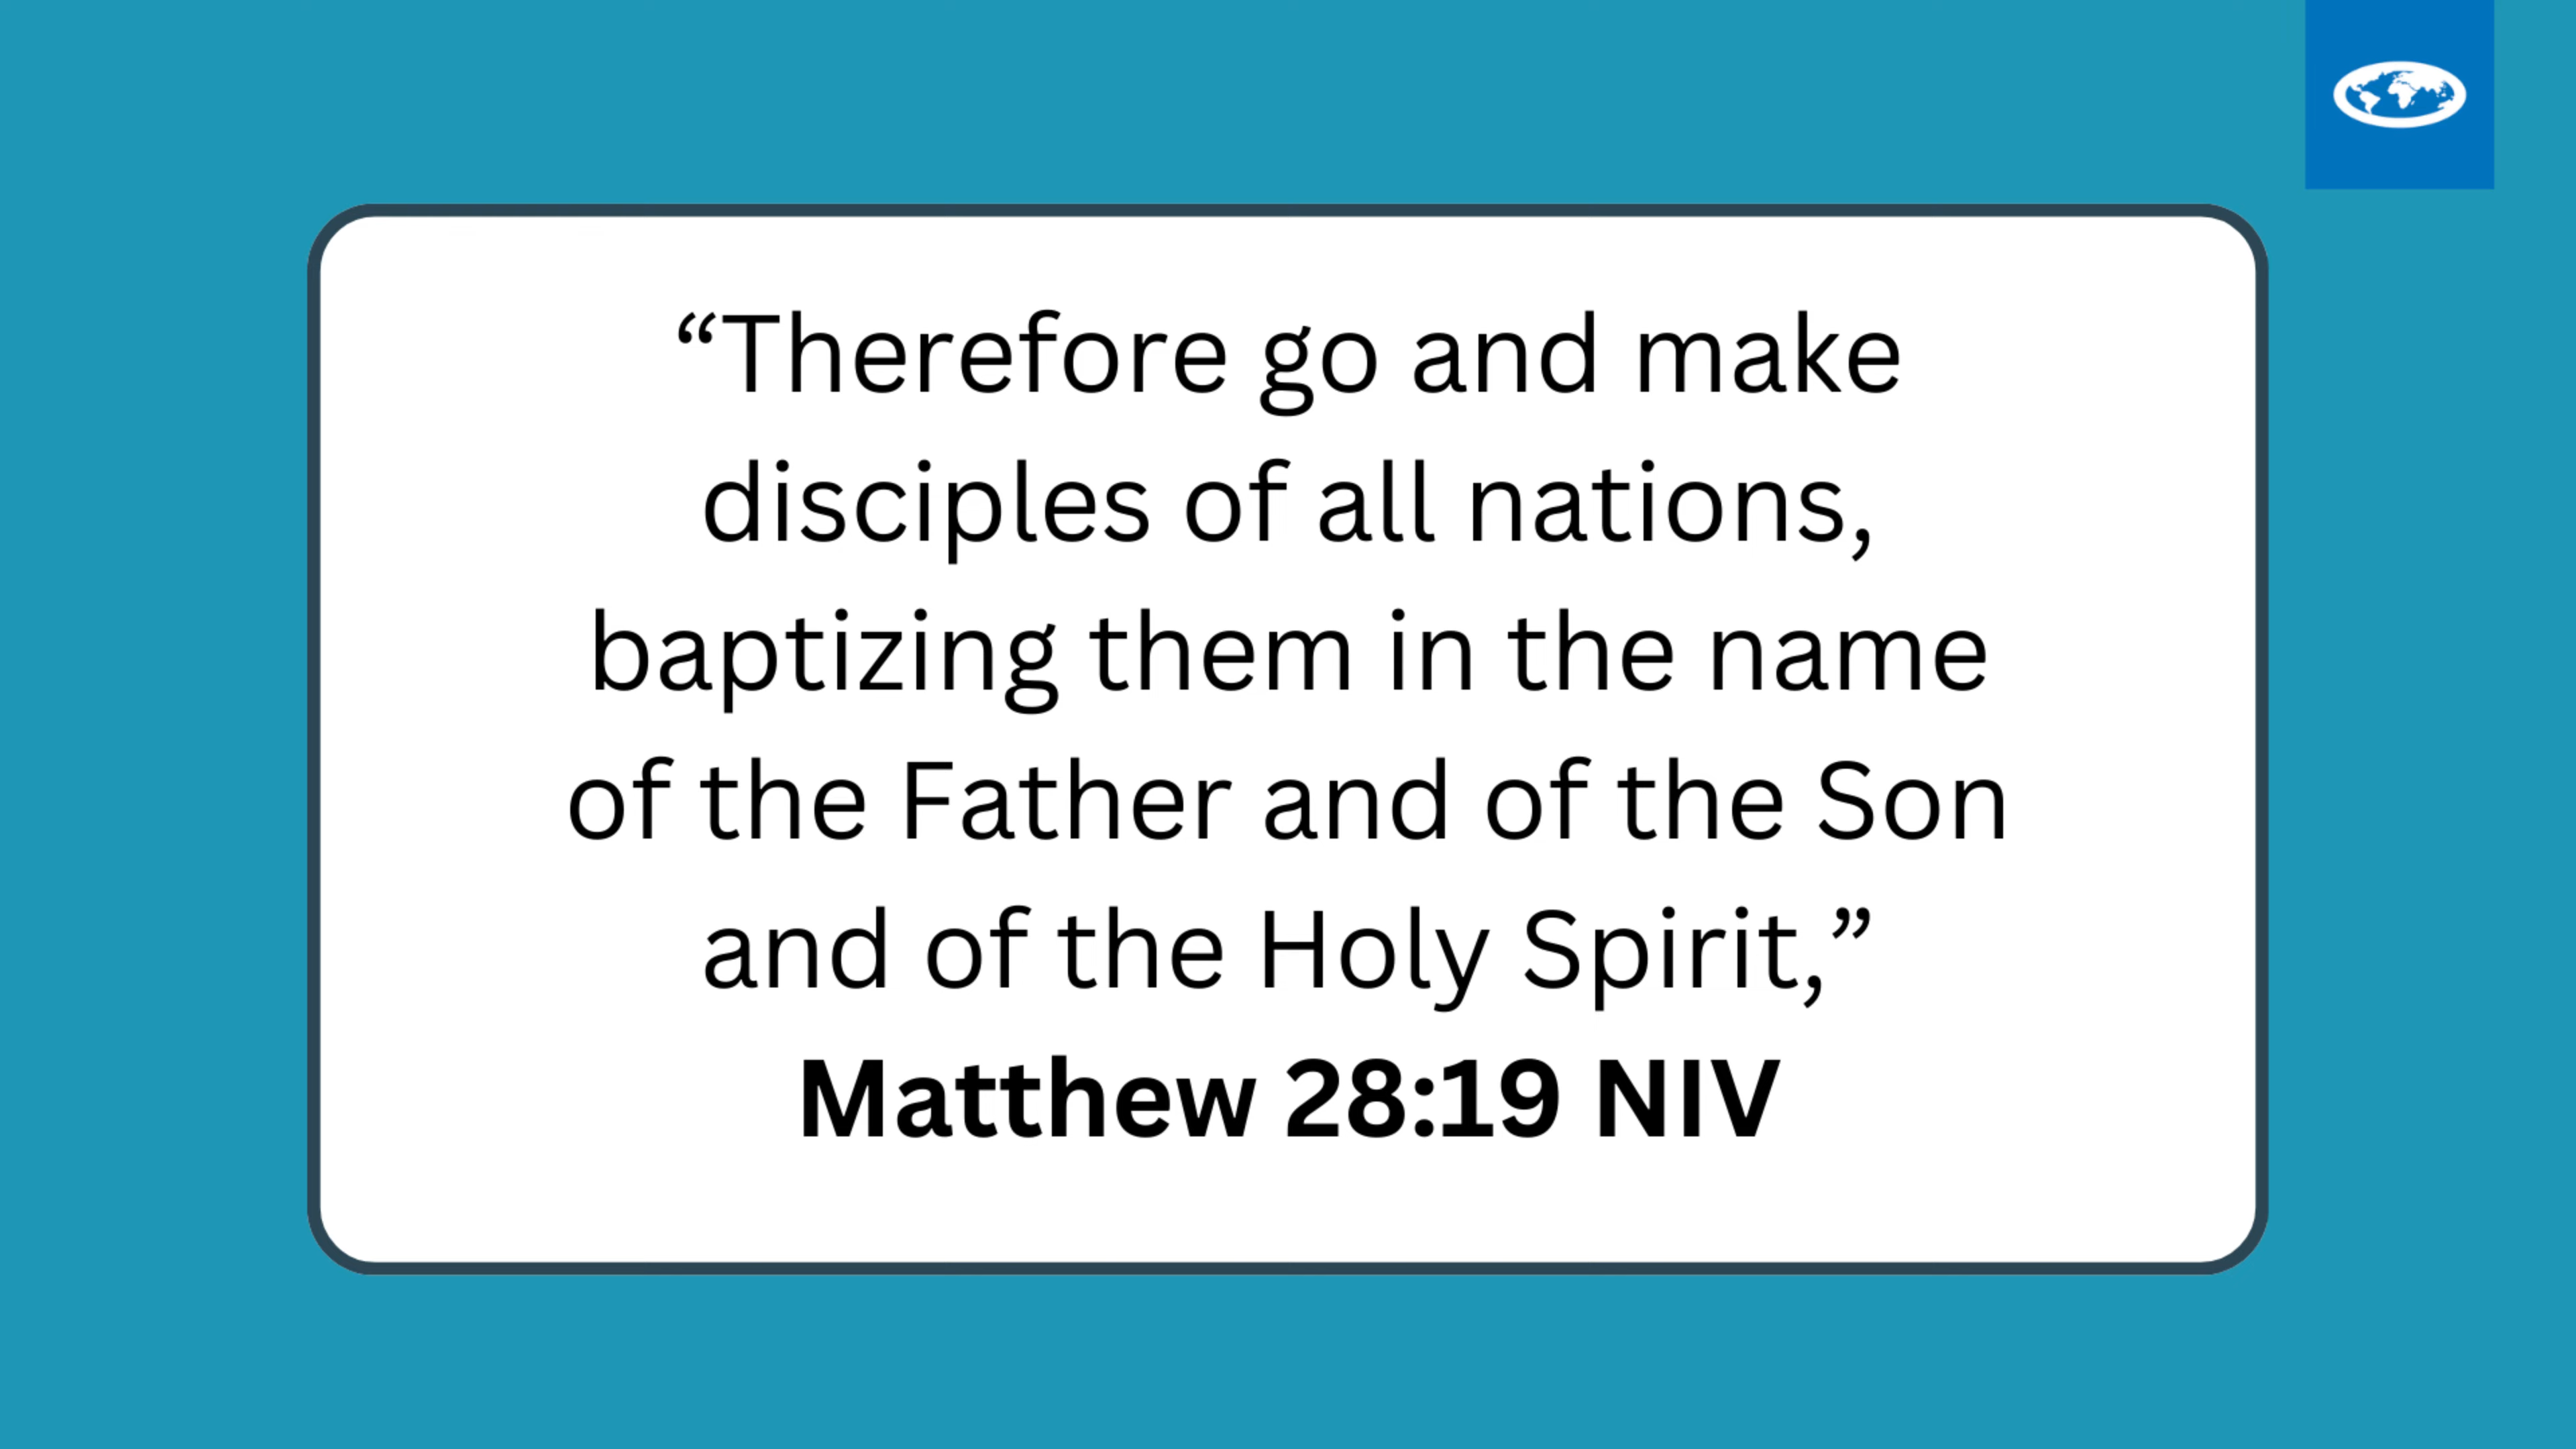 “Therefore go and make
disciples of all nations,
baptizing them in the name
of the Father and of the Son
and of the Holy Spirit,”
Matthew 28:19 NIV